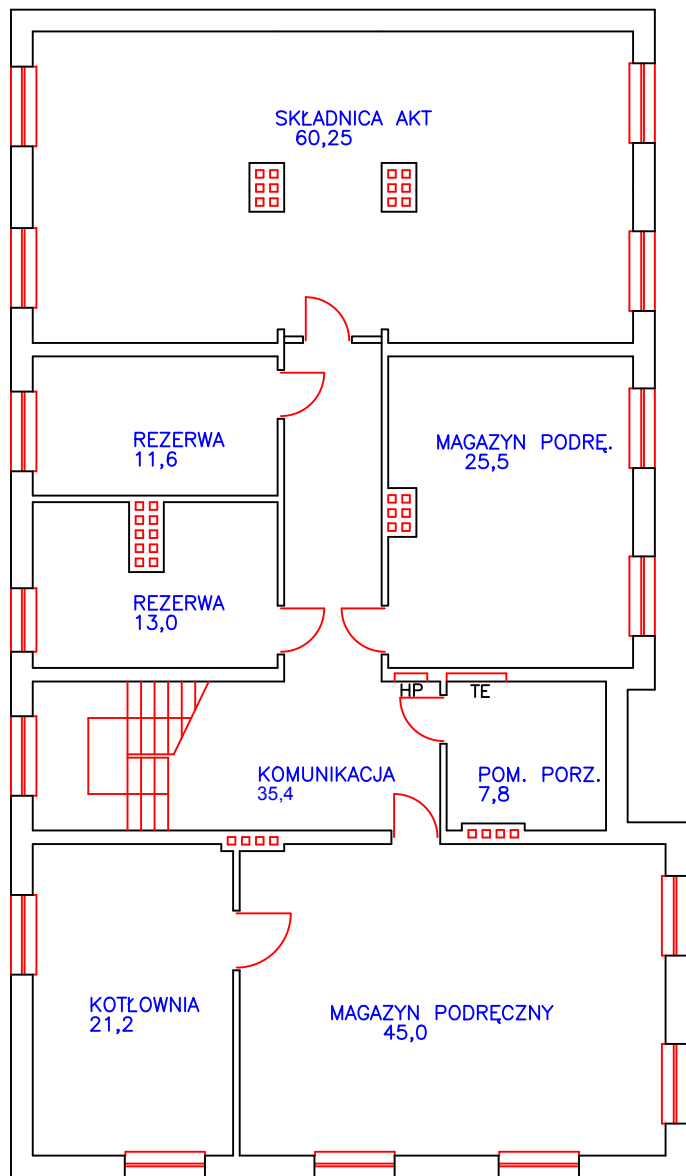 SKŁADNICA AKT
60,25
REZERWA
11,6
MAGAZYN PODRĘ.
25,5
REZERWA
13,0
HP
TE
KOMUNIKACJA
35,4
POM. PORZ.
7,8
KOTŁOWNIA
21,2
MAGAZYN PODRĘCZNY
45,0